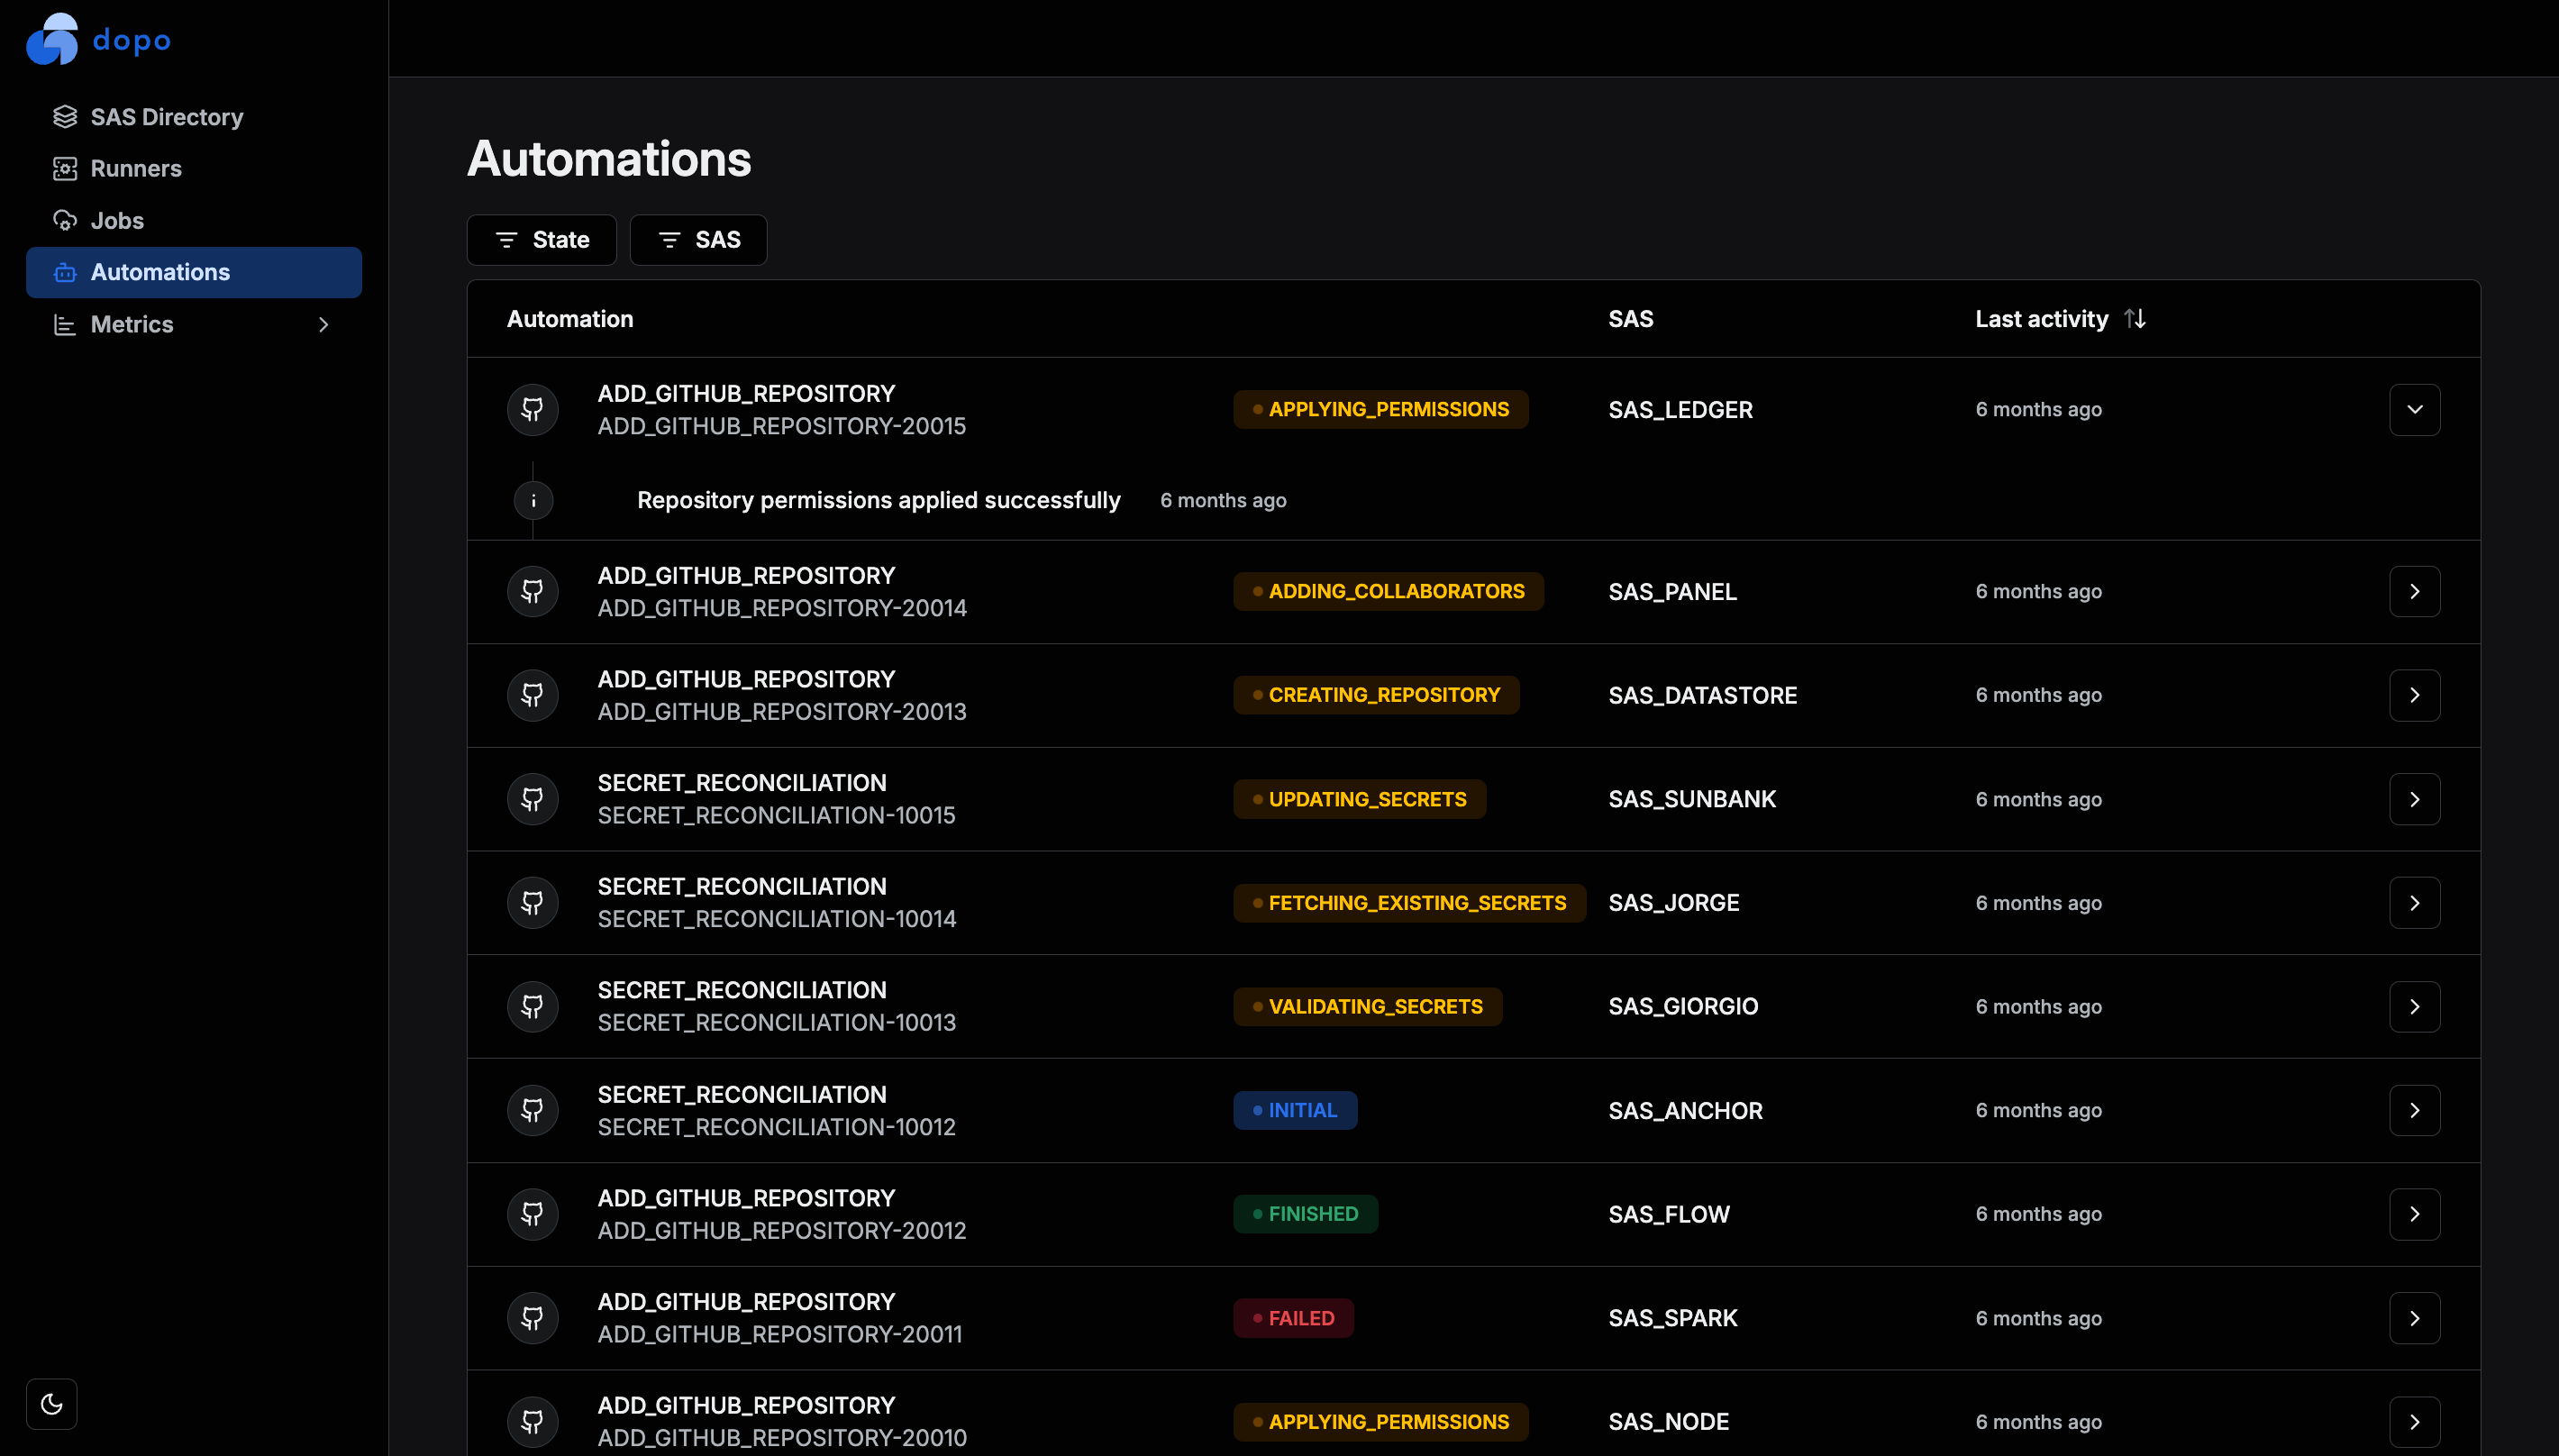 dopo
SAS Directory
Runners
Jobs
Automations
Metrics
Automations
State
SAS
Automation SAS Last activity
ADD_GITHUB_REPOSITORY
ADD_GITHUB_REPOSITORY-20015
APPLYING_PERMISSIONS
SAS_LEDGER
6 months ago
Repository permissions applied successfully 6 months ago
ADD_GITHUB_REPOSITORY
ADD_GITHUB_REPOSITORY-20014
ADDING_COLLABORATORS
SAS_PANEL
6 months ago
ADD_GITHUB_REPOSITORY
ADD_GITHUB_REPOSITORY-20013
CREATING_REPOSITORY
SAS_DATASTORE
6 months ago
SECRET_RECONCILIATION
SECRET_RECONCILIATION-10015
UPDATING_SECRETS
SAS_SUNBANK
6 months ago
SECRET_RECONCILIATION
SECRET_RECONCILIATION-10014
FETCHING_EXISTING_SECRETS
SAS_JORGE
6 months ago
SECRET_RECONCILIATION
SECRET_RECONCILIATION-10013
VALIDATING_SECRETS
SAS_GIORGIO
6 months ago
SECRET_RECONCILIATION
SECRET_RECONCILIATION-10012
INITIAL
SAS_ANCHOR
6 months ago
ADD_GITHUB_REPOSITORY
ADD_GITHUB_REPOSITORY-20012
FINISHED
SAS_FLOW
6 months ago
ADD_GITHUB_REPOSITORY
ADD_GITHUB_REPOSITORY-20011
FAILED
SAS_SPARK
6 months ago
ADD_GITHUB_REPOSITORY
ADD_GITHUB_REPOSITORY-20010
APPLYING_PERMISSIONS
SAS_NODE
6 months ago